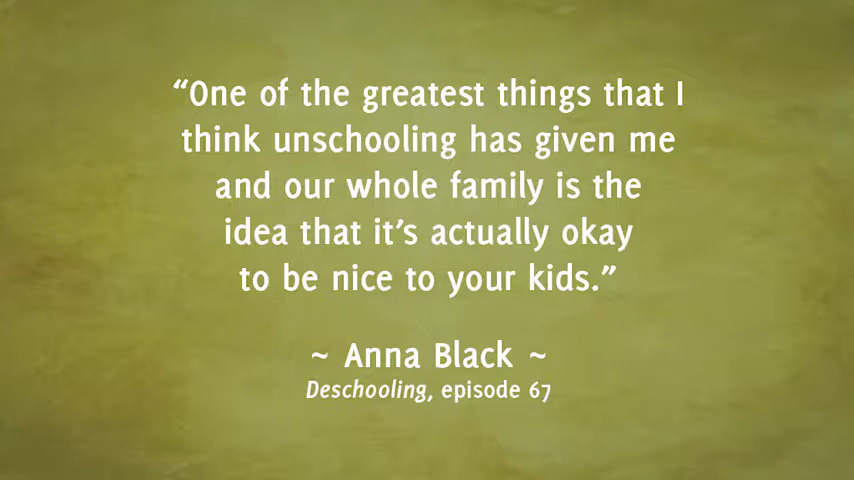 “One of the greatest things that I
think unschooling has given me
and our whole family is the
idea that it’s actually okay
to be nice to your kids.”
~ Anna Black ~
Deschooling, episode 67